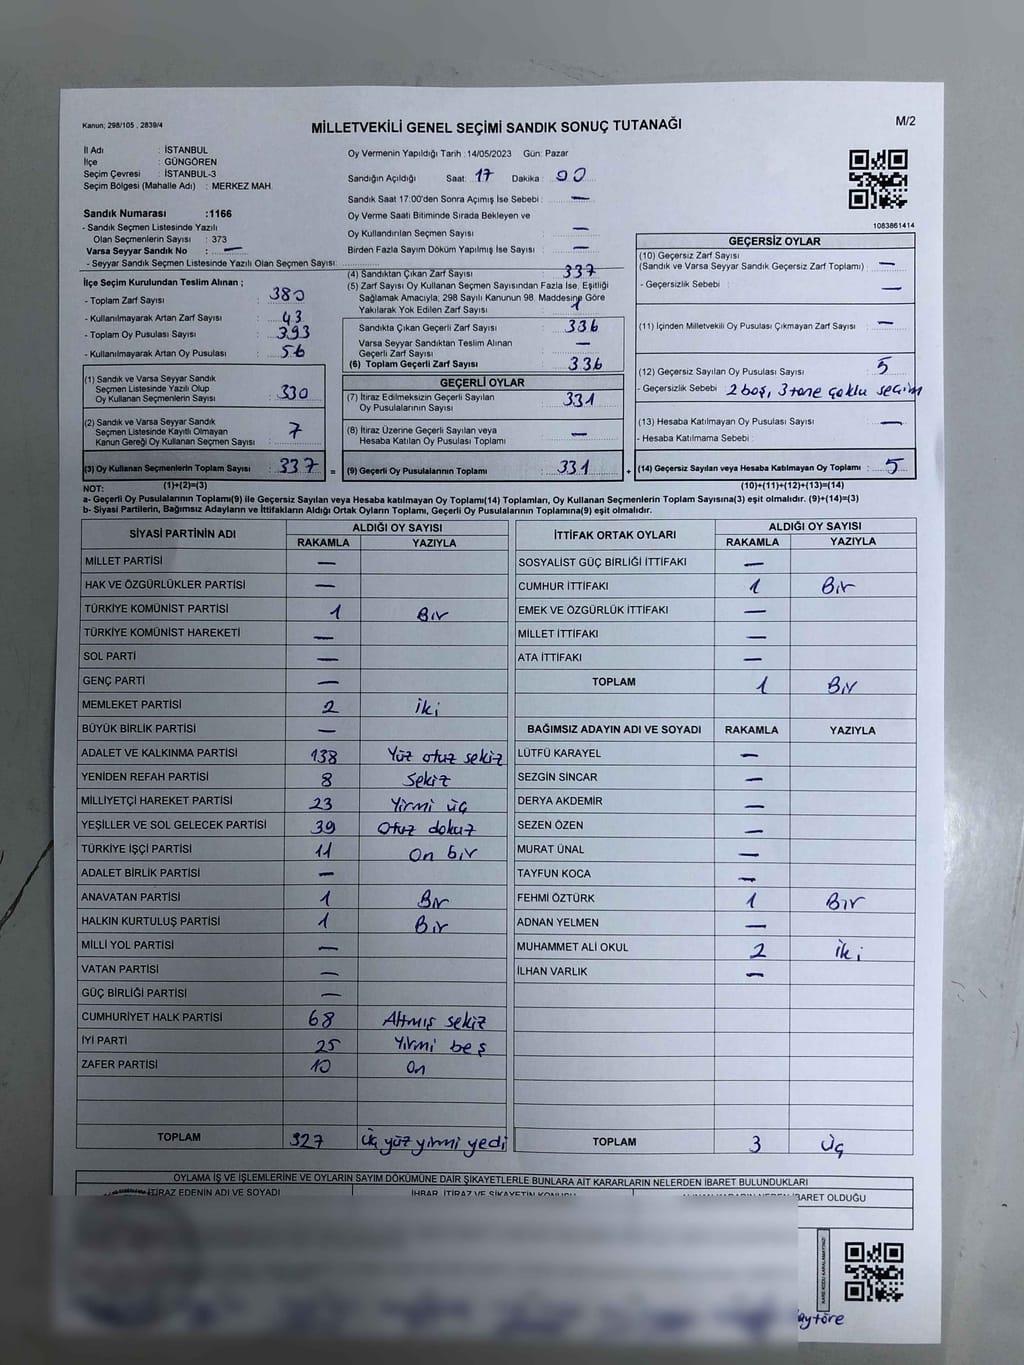 Kanun; 298/105 , 2839/4
MİLLETVEKİLİ GENEL SEÇİMİ SANDIK SONUÇ TUTANAĞI
M/2
İl Adı : İSTANBUL
İlçe : GÜNGÖREN
Seçim Çevresi : İSTANBUL-3
Seçim Bölgesi (Mahalle Adı) : MERKEZ MAH.
Oy Vermenin Yapıldığı Tarih : 14/05/2023 Gün: Pazar
Sandığın Açıldığı Saat: 17 Dakika : 00
Sandık Saat 17:00'den Sonra Açımış İse Sebebi : —
Oy Verme Saati Bitiminde Sırada Bekleyen ve
Oy Kullandırılan Seçmen Sayısı : —
Birden Fazla Sayım Döküm Yapılmış İse Sayısı : —
1083861414
Sandık Numarası :1166
- Sandık Seçmen Listesinde Yazılı
Olan Seçmenlerin Sayısı : 373
Varsa Seyyar Sandık No : —
- Seyyar Sandık Seçmen Listesinde Yazılı Olan Seçmen Sayısı:
İlçe Seçim Kurulundan Teslim Alınan ;
- Toplam Zarf Sayısı : 380
- Kullanılmayarak Artan Zarf Sayısı : 43
- Toplam Oy Pusulası Sayısı : 393
- Kullanılmayarak Artan Oy Pusulası : 56
(1) Sandık ve Varsa Seyyar Sandık
Seçmen Listesinde Yazılı Olup
Oy Kullanan Seçmenlerin Sayısı : 330
(2) Sandık ve Varsa Seyyar Sandık
Seçmen Listesinde Kayıtlı Olmayan
Kanun Gereği Oy Kullanan Seçmen Sayısı : 7
(3) Oy Kullanan Seçmenlerin Toplam Sayısı : 337 =
(1)+(2)=(3)
(4) Sandıktan Çıkan Zarf Sayısı : 337
(5) Zarf Sayısı Oy Kullanan Seçmen Sayısından Fazla İse, Eşitliği
Sağlamak Amacıyla, 298 Sayılı Kanunun 98. Maddesine Göre
Yakılarak Yok Edilen Zarf Sayısı : 1
Sandıkta Çıkan Geçerli Zarf Sayısı : 336
Varsa Seyyar Sandıktan Teslim Alınan
Geçerli Zarf Sayısı : —
(6) Toplam Geçerli Zarf Sayısı : 336
GEÇERLİ OYLAR
(7) İtiraz Edilmeksizin Geçerli Sayılan
Oy Pusulalarının Sayısı : 331
(8) İtiraz Üzerine Geçerli Sayılan veya
Hesaba Katılan Oy Pusulası Toplamı : —
(9) Geçerli Oy Pusulalarının Toplamı : 331 +
GEÇERSİZ OYLAR
(10) Geçersiz Zarf Sayısı
(Sandık ve Varsa Seyyar Sandık Geçersiz Zarf Toplamı) : —
- Geçersizlik Sebebi : —
(11) İçinden Milletvekili Oy Pusulası Çıkmayan Zarf Sayısı : —
(12) Geçersiz Sayılan Oy Pusulası Sayısı : 5
- Geçersizlik Sebebi : 2 boş, 3 tane çoklu seçim
(13) Hesaba Katılmayan Oy Pusulası Sayısı : —
- Hesaba Katılmama Sebebi :
(14) Geçersiz Sayılan veya Hesaba Katılmayan Oy Toplamı : 5
(10)+(11)+(12)+(13)=(14)
NOT:
a- Geçerli Oy Pusulalarının Toplamı(9) ile Geçersiz Sayılan veya Hesaba katılmayan Oy Toplamı(14) Toplamları, Oy Kullanan Seçmenlerin Toplam Sayısına(3) eşit olmalıdır. (9)+(14)=(3)
b- Siyasi Partilerin, Bağımsız Adayların ve İttifakların Aldığı Ortak Oyların Toplamı, Geçerli Oy Pusulalarının Toplamına(9) eşit olmalıdır.
SİYASİ PARTİNİN ADI ALDIĞI OY SAYISI
RAKAMLA YAZIYLA
MİLLET PARTİSİ —
HAK VE ÖZGÜRLÜKLER PARTİSİ —
TÜRKİYE KOMÜNİST PARTİSİ 1 Bir
TÜRKİYE KOMÜNİST HAREKETİ —
SOL PARTİ —
GENÇ PARTİ —
MEMLEKET PARTİSİ 2 iki
BÜYÜK BİRLİK PARTİSİ —
ADALET VE KALKINMA PARTİSİ 138 Yüz otuz sekiz
YENİDEN REFAH PARTİSİ 8 Sekiz
MİLLİYETÇİ HAREKET PARTİSİ 23 Yirmi üç
YEŞİLLER VE SOL GELECEK PARTİSİ 39 Otuz dokuz
TÜRKİYE İŞÇİ PARTİSİ 11 On bir
ADALET BİRLİK PARTİSİ —
ANAVATAN PARTİSİ 1 Bir
HALKIN KURTULUŞ PARTİSİ 1 Bir
MİLLİ YOL PARTİSİ —
VATAN PARTİSİ —
GÜÇ BİRLİĞİ PARTİSİ —
CUMHURİYET HALK PARTİSİ 68 Altmış sekiz
İYİ PARTİ 25 Yirmi beş
ZAFER PARTİSİ 10 On
TOPLAM 327 Üç yüz yirmi yedi
İTTİFAK ORTAK OYLARI ALDIĞI OY SAYISI
RAKAMLA YAZIYLA
SOSYALİST GÜÇ BİRLİĞİ İTTİFAKI —
CUMHUR İTTİFAKI 1 Bir
EMEK VE ÖZGÜRLÜK İTTİFAKI —
MİLLET İTTİFAKI —
ATA İTTİFAKI —
TOPLAM 1 Bir
BAĞIMSIZ ADAYIN ADI VE SOYADI RAKAMLA YAZIYLA
LÜTFÜ KARAYEL —
SEZGİN SİNCAR —
DERYA AKDEMİR —
SEZEN ÖZEN —
MURAT ÜNAL —
TAYFUN KOCA —
FEHMİ ÖZTÜRK 1 Bir
ADNAN YELMEN —
MUHAMMET ALİ OKUL 2 iki
İLHAN VARLIK —
TOPLAM 3 Üç
OYLAMA İŞ VE İŞLEMLERİNE VE OYLARIN SAYIM DÖKÜMÜNE DAİR ŞİKAYETLERLE BUNLARA AİT KARARLARIN NELERDEN İBARET BULUNDUKLARI
İTİRAZ EDENİN ADI VE SOYADI İHBAR, İTİRAZ VE ŞİKAYETİN KONUSU İBARET OLDUĞU
KARE KODU KARALAMAYINIZ!